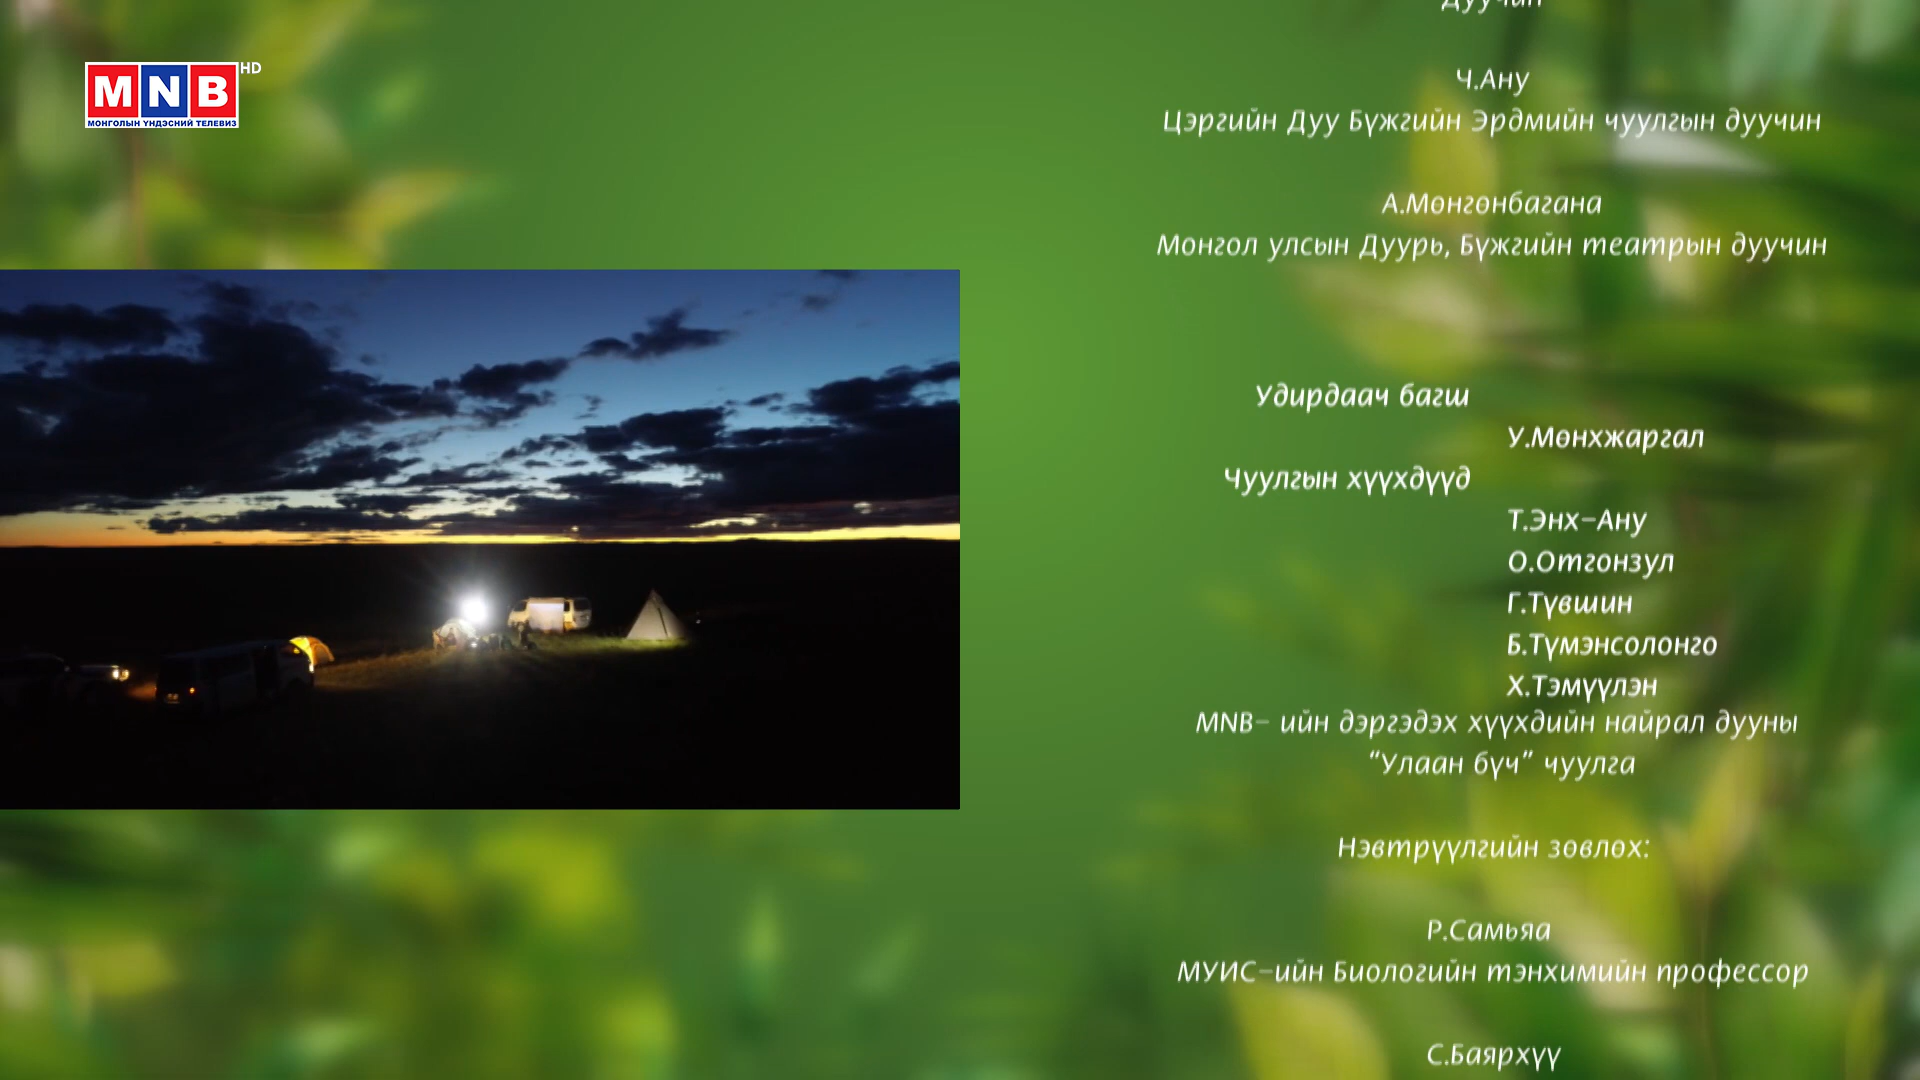 MNB HD
МОНГОЛЫН ҮНДЭСНИЙ ТЕЛЕВИЗ
Дуучин
Ч.Ану
Цэргийн Дуу Бүжгийн Эрдмийн чуулгын дуучин
А.Мөнгөнбагана
Монгол улсын Дуурь, Бүжгийн театрын дуучин
Удирдаач багш
У.Мөнхжаргал
Чуулгын хүүхдүүд
Т.Энх-Ану
О.Отгонзул
Г.Түвшин
Б.Түмэнсолонго
Х.Тэмүүлэн
MNB- ийн дэргэдэх хүүхдийн найрал дууны
“Улаан бүч” чуулга
Нэвтрүүлгийн зөвлөх:
Р.Самьяа
МУИС-ийн Биологийн тэнхимийн профессор
С.Баярхүү